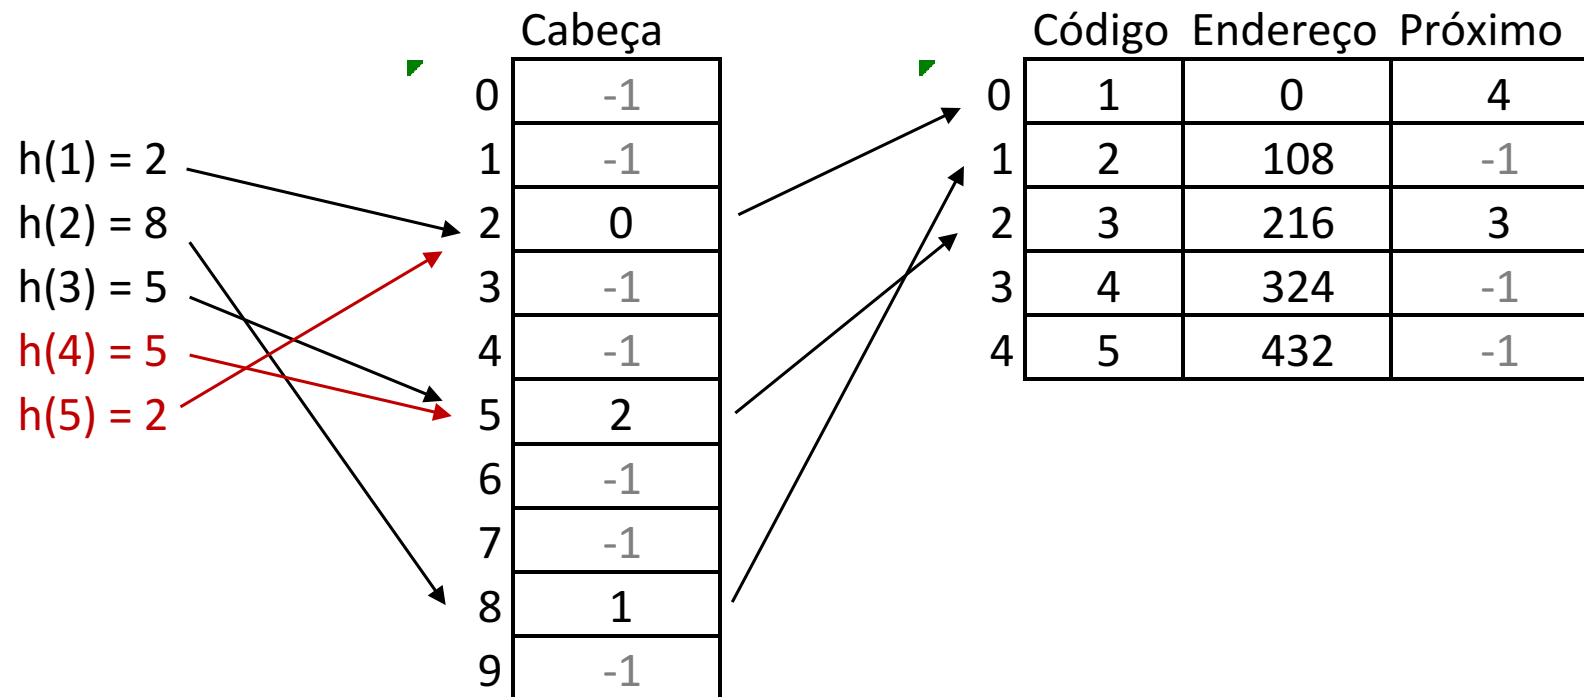 Cabeça
Código Endereço Próximo
0 -1
0 1 0 4
h(1) = 2
1 -1
1 2 108 -1
h(2) = 8
2 0
2 3 216 3
h(3) = 5
3 -1
3 4 324 -1
h(4) = 5
4 -1
4 5 432 -1
h(5) = 2
5 2
6 -1
7 -1
8 1
9 -1